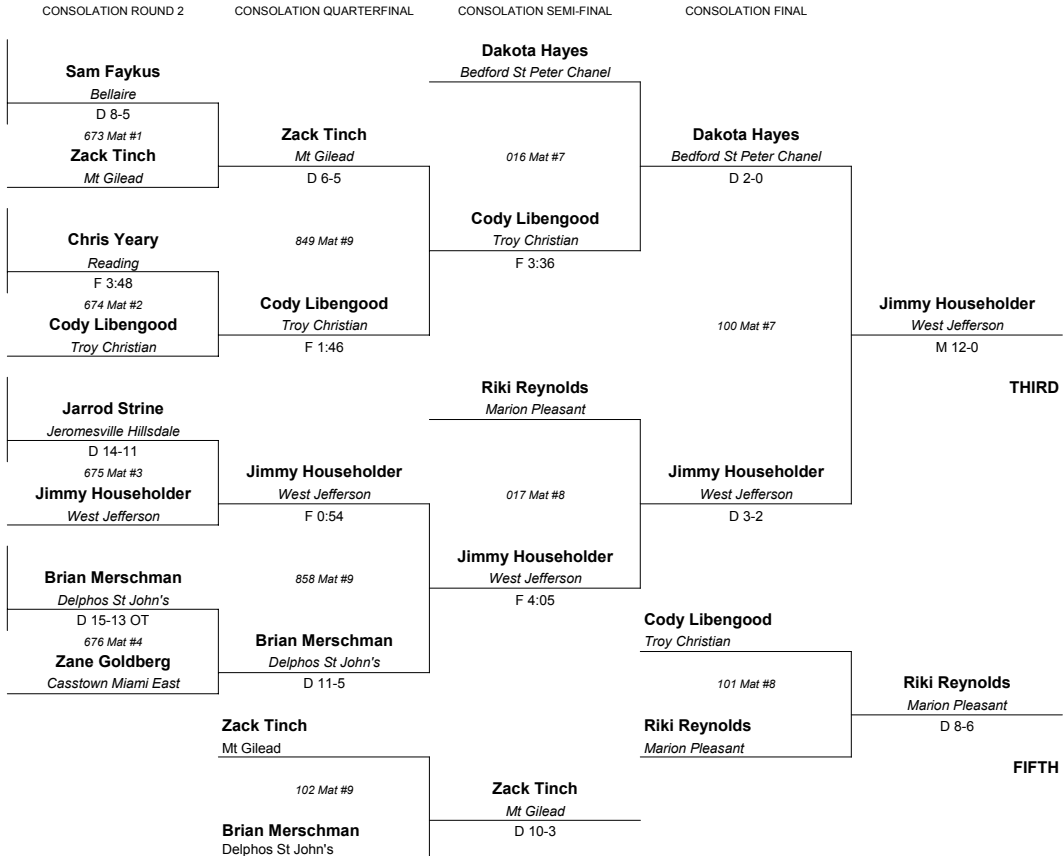 CONSOLATION ROUND 2 CONSOLATION QUARTERFINAL CONSOLATION SEMI-FINAL CONSOLATION FINAL
Sam Faykus
Bellaire
D 8-5
673 Mat #1
Zack Tinch
Mt Gilead
Chris Yeary
Reading
F 3:48
674 Mat #2
Cody Libengood
Troy Christian
Jarrod Strine
Jeromesville Hillsdale
D 14-11
675 Mat #3
Jimmy Householder
West Jefferson
Brian Merschman
Delphos St John's
D 15-13 OT
676 Mat #4
Zane Goldberg
Casstown Miami East
Zack Tinch
Mt Gilead
D 6-5
849 Mat #9
Cody Libengood
Troy Christian
F 1:46
Jimmy Householder
West Jefferson
F 0:54
858 Mat #9
Brian Merschman
Delphos St John's
D 11-5
Zack Tinch
Mt Gilead
102 Mat #9
Brian Merschman
Delphos St John's
Dakota Hayes
Bedford St Peter Chanel
016 Mat #7
Cody Libengood
Troy Christian
F 3:36
Riki Reynolds
Marion Pleasant
017 Mat #8
Jimmy Householder
West Jefferson
F 4:05
Zack Tinch
Mt Gilead
D 10-3
Dakota Hayes
Bedford St Peter Chanel
D 2-0
100 Mat #7
Jimmy Householder
West Jefferson
D 3-2
Cody Libengood
Troy Christian
101 Mat #8
Riki Reynolds
Marion Pleasant
Jimmy Householder
West Jefferson
M 12-0
THIRD
Riki Reynolds
Marion Pleasant
D 8-6
FIFTH